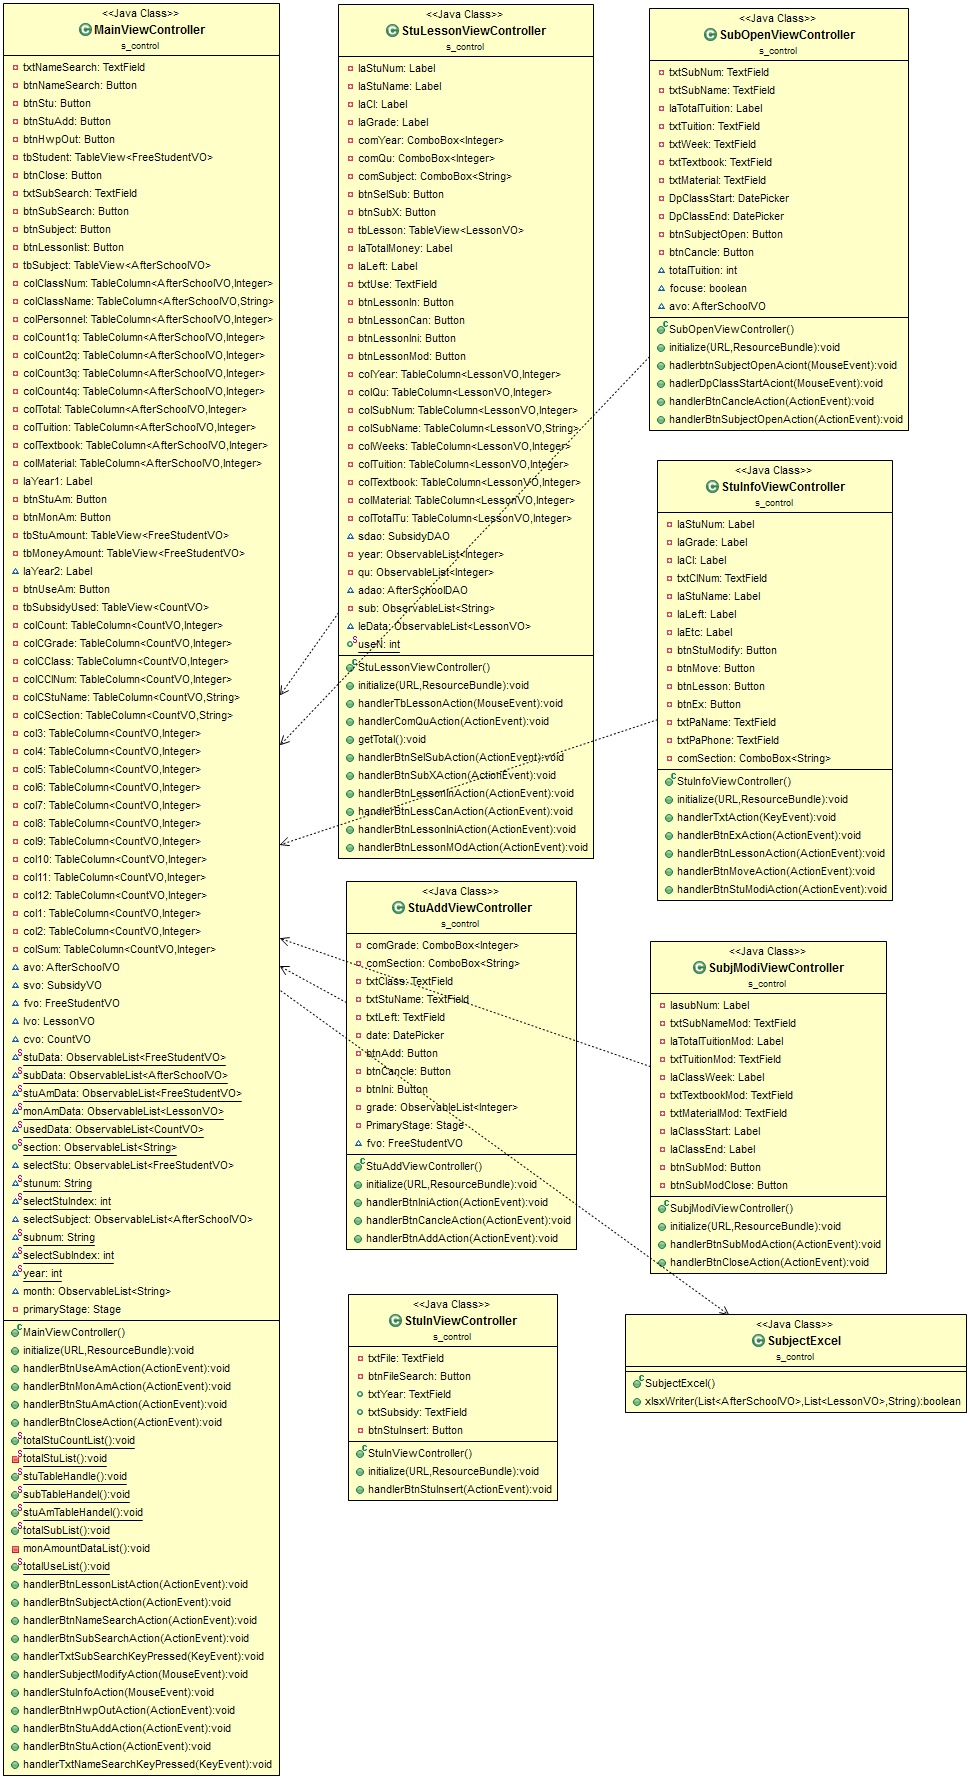 <<Java Class>>
MainViewController
s_control
txtNameSearch: TextField
btnNameSearch: Button
btnStu: Button
btnStuAdd: Button
btnHwpOut: Button
tbStudent: TableView<FreeStudentVO>
btnClose: Button
txtSubSearch: TextField
btnSubSearch: Button
btnSubject: Button
btnLessonlist: Button
tbSubject: TableView<AfterSchoolVO>
colClassNum: TableColumn<AfterSchoolVO,Integer>
colClassName: TableColumn<AfterSchoolVO,String>
colPersonnel: TableColumn<AfterSchoolVO,Integer>
colCount1q: TableColumn<AfterSchoolVO,Integer>
colCount2q: TableColumn<AfterSchoolVO,Integer>
colCount3q: TableColumn<AfterSchoolVO,Integer>
colCount4q: TableColumn<AfterSchoolVO,Integer>
colTotal: TableColumn<AfterSchoolVO,Integer>
colTuition: TableColumn<AfterSchoolVO,Integer>
colTextbook: TableColumn<AfterSchoolVO,Integer>
colMaterial: TableColumn<AfterSchoolVO,Integer>
laYear1: Label
btnStuAm: Button
btnMonAm: Button
tbStuAmount: TableView<FreeStudentVO>
tbMoneyAmount: TableView<FreeStudentVO>
laYear2: Label
btnUseAm: Button
tbSubsidyUsed: TableView<CountVO>
colCount: TableColumn<CountVO,Integer>
colCGrade: TableColumn<CountVO,Integer>
colCClass: TableColumn<CountVO,Integer>
colCClNum: TableColumn<CountVO,Integer>
colCStuName: TableColumn<CountVO,String>
colCSection: TableColumn<CountVO,String>
col3: TableColumn<CountVO,Integer>
col4: TableColumn<CountVO,Integer>
col5: TableColumn<CountVO,Integer>
col6: TableColumn<CountVO,Integer>
col7: TableColumn<CountVO,Integer>
col8: TableColumn<CountVO,Integer>
col9: TableColumn<CountVO,Integer>
col10: TableColumn<CountVO,Integer>
col11: TableColumn<CountVO,Integer>
col12: TableColumn<CountVO,Integer>
col1: TableColumn<CountVO,Integer>
col2: TableColumn<CountVO,Integer>
colSum: TableColumn<CountVO,Integer>
avo: AfterSchoolVO
svo: SubsidyVO
fvo: FreeStudentVO
lvo: LessonVO
cvo: CountVO
stuData: ObservableList<FreeStudentVO>
subData: ObservableList<AfterSchoolVO>
stuAmData: ObservableList<FreeStudentVO>
monAmData: ObservableList<LessonVO>
usedData: ObservableList<CountVO>
section: ObservableList<String>
selectStu: ObservableList<FreeStudentVO>
stunum: String
selectStuIndex: int
selectSubject: ObservableList<AfterSchoolVO>
subnum: String
selectSubIndex: int
year: int
month: ObservableList<String>
primaryStage: Stage
MainViewController()
initialize(URL,ResourceBundle):void
handlerBtnUseAmAction(ActionEvent):void
handlerBtnMonAmAction(ActionEvent):void
handlerBtnStuAmAction(ActionEvent):void
handlerBtnCloseAction(ActionEvent):void
totalStuCountList():void
totalStuList():void
stuTableHandle():void
subTableHandel():void
stuAmTableHandel():void
totalSubList():void
monAmountDataList():void
totalUseList():void
handlerBtnLessonListAction(ActionEvent):void
handlerBtnSubjectAction(ActionEvent):void
handlerBtnNameSearchAction(ActionEvent):void
handlerBtnSubSearchAction(ActionEvent):void
handlerTxtSubSearchKeyPressed(KeyEvent):void
handlerSubjectModifyAction(MouseEvent):void
handlerStuInfoAction(MouseEvent):void
handlerBtnHwpOutAction(ActionEvent):void
handlerBtnStuAddAction(ActionEvent):void
handlerBtnStuAction(ActionEvent):void
handlerTxtNameSearchKeyPressed(KeyEvent):void
<<Java Class>>
StuLessonViewController
s_control
laStuNum: Label
laStuName: Label
laCl: Label
laGrade: Label
comYear: ComboBox<Integer>
comQu: ComboBox<Integer>
comSubject: ComboBox<String>
btnSelSub: Button
btnSubX: Button
tbLesson: TableView<LessonVO>
laTotalMoney: Label
laLeft: Label
txtUse: TextField
btnLessonIn: Button
btnLessonCan: Button
btnLessonIni: Button
btnLessonMod: Button
colYear: TableColumn<LessonVO,Integer>
colQu: TableColumn<LessonVO,Integer>
colSubNum: TableColumn<LessonVO,Integer>
colSubName: TableColumn<LessonVO,String>
colWeeks: TableColumn<LessonVO,Integer>
colTuition: TableColumn<LessonVO,Integer>
colTextbook: TableColumn<LessonVO,Integer>
colMaterial: TableColumn<LessonVO,Integer>
colTotalTu: TableColumn<LessonVO,Integer>
sdao: SubsidyDAO
year: ObservableList<Integer>
qu: ObservableList<Integer>
adao: AfterSchoolDAO
sub: ObservableList<String>
leData: ObservableList<LessonVO>
useN: int
StuLessonViewController()
initialize(URL,ResourceBundle):void
handlerTbLessonAction(MouseEvent):void
handlerComQuAction(ActionEvent):void
getTotal():void
handlerBtnSelSubAction(ActionEvent):void
handlerBtnSubXAction(ActionEvent):void
handlerBtnLessonInAction(ActionEvent):void
handlerBtnLessCanAction(ActionEvent):void
handlerBtnLessonIniAction(ActionEvent):void
handlerBtnLessonMOdAction(ActionEvent):void
<<Java Class>>
StuAddViewController
s_control
comGrade: ComboBox<Integer>
comSection: ComboBox<String>
txtClass: TextField
txtStuName: TextField
txtLeft: TextField
date: DatePicker
btnAdd: Button
btnCancle: Button
btnIni: Button
grade: ObservableList<Integer>
PrimaryStage: Stage
fvo: FreeStudentVO
StuAddViewController()
initialize(URL,ResourceBundle):void
handlerBtnIniAction(ActionEvent):void
handlerBtnCancleAction(ActionEvent):void
handlerBtnAddAction(ActionEvent):void
<<Java Class>>
StuInViewController
s_control
txtFile: TextField
btnFileSearch: Button
txtYear: TextField
txtSubsidy: TextField
btnStuInsert: Button
StuInViewController()
initialize(URL,ResourceBundle):void
handlerBtnStuInsert(ActionEvent):void
<<Java Class>>
SubOpenViewController
s_control
txtSubNum: TextField
txtSubName: TextField
laTotalTuition: Label
txtTuition: TextField
txtWeek: TextField
txtTextbook: TextField
txtMaterial: TextField
DpClassStart: DatePicker
DpClassEnd: DatePicker
btnSubjectOpen: Button
btnCancle: Button
totalTuition: int
focuse: boolean
avo: AfterSchoolVO
SubOpenViewController()
initialize(URL,ResourceBundle):void
hadlerbtnSubjectOpenAciont(MouseEvent):void
hadlerDpClassStartAciont(MouseEvent):void
handlerBtnCancleAction(ActionEvent):void
handlerBtnSubjectOpenAction(ActionEvent):void
<<Java Class>>
StuInfoViewController
s_control
laStuNum: Label
laGrade: Label
laCl: Label
txtClNum: TextField
laStuName: Label
laLeft: Label
laEtc: Label
btnStuModify: Button
btnMove: Button
btnLesson: Button
btnEx: Button
txtPaName: TextField
txtPaPhone: TextField
comSection: ComboBox<String>
StuInfoViewController()
initialize(URL,ResourceBundle):void
handlerTxtAction(KeyEvent):void
handlerBtnExAction(ActionEvent):void
handlerBtnLessonAction(ActionEvent):void
handlerBtnMoveAction(ActionEvent):void
handlerBtnStuModiAction(ActionEvent):void
<<Java Class>>
SubjModiViewController
s_control
lasubNum: Label
txtSubNameMod: TextField
laTotalTuitionMod: Label
txtTuitionMod: TextField
laClassWeek: Label
txtTextbookMod: TextField
txtMaterialMod: TextField
laClassStart: Label
laClassEnd: Label
btnSubMod: Button
btnSubModClose: Button
SubjModiViewController()
initialize(URL,ResourceBundle):void
handlerBtnSubModAction(ActionEvent):void
handlerBtnCloseAction(ActionEvent):void
<<Java Class>>
SubjectExcel
s_control
SubjectExcel()
xlsxWriter(List<AfterSchoolVO>,List<LessonVO>,String):boolean